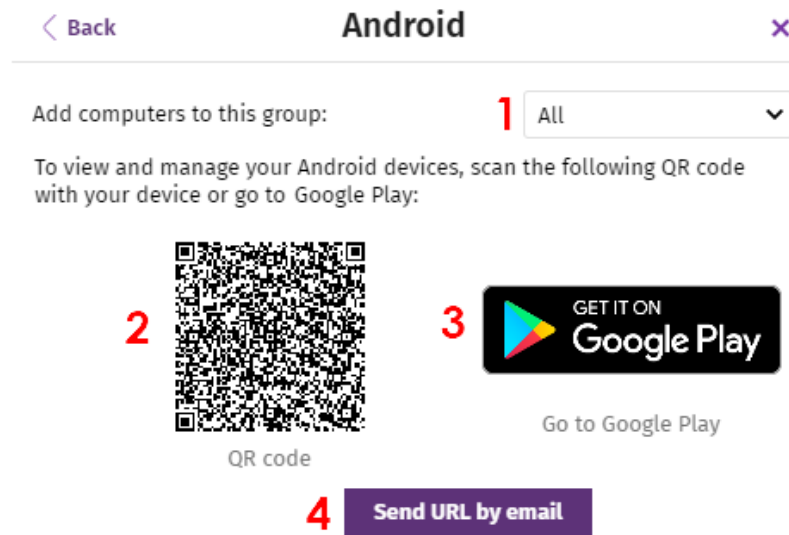 Back
Android
Add computers to this group:
1
All
To view and manage your Android devices, scan the following QR code
with your device or go to Google Play:
2
3
GET IT ON
Google Play
QR code
Go to Google Play
4
Send URL by email